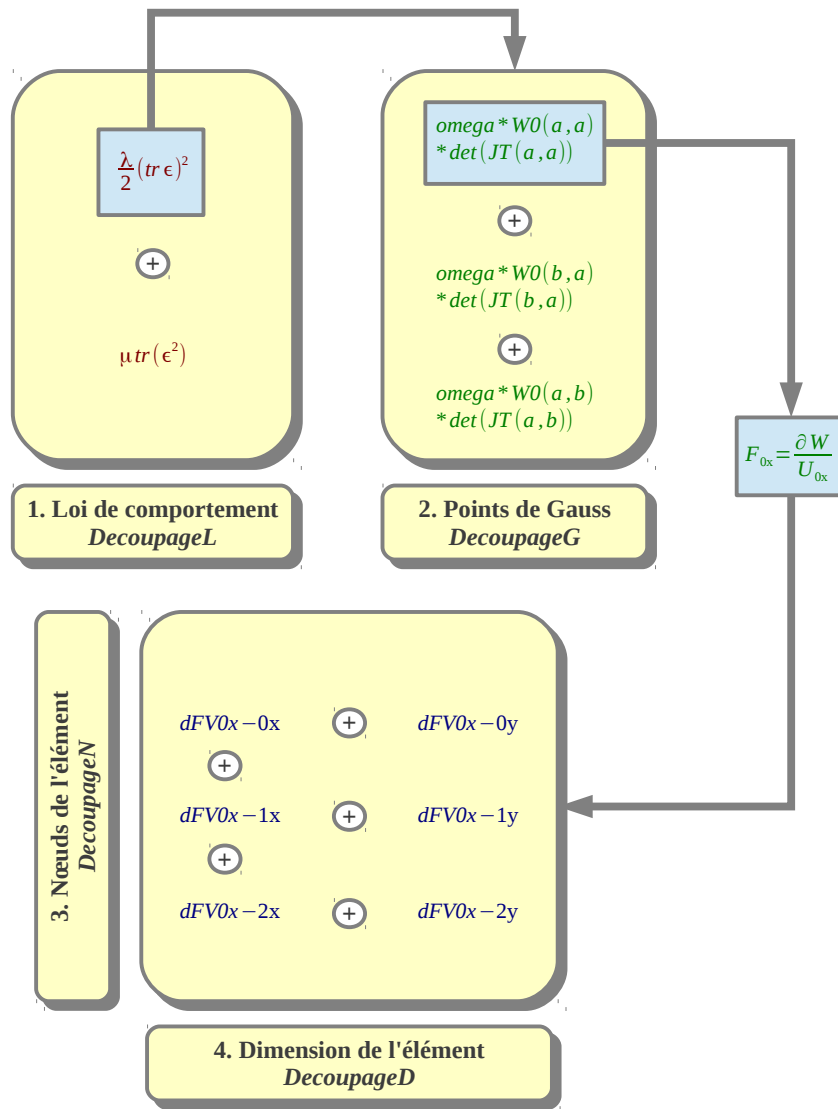 λ/2 (tr ϵ)²
+
μ tr(ϵ²)
1. Loi de comportement
DecoupageL
omega*W0(a,a)
*det(JT(a,a))
+
omega*W0(b,a)
*det(JT(b,a))
+
omega*W0(a,b)
*det(JT(a,b))
2. Points de Gauss
DecoupageG
F₀ₓ=∂W/U₀ₓ
3. Nœuds de l'élément
DecoupageN
dFV0x−0x + dFV0x−0y
+
dFV0x−1x + dFV0x−1y
+
dFV0x−2x + dFV0x−2y
4. Dimension de l'élément
DecoupageD